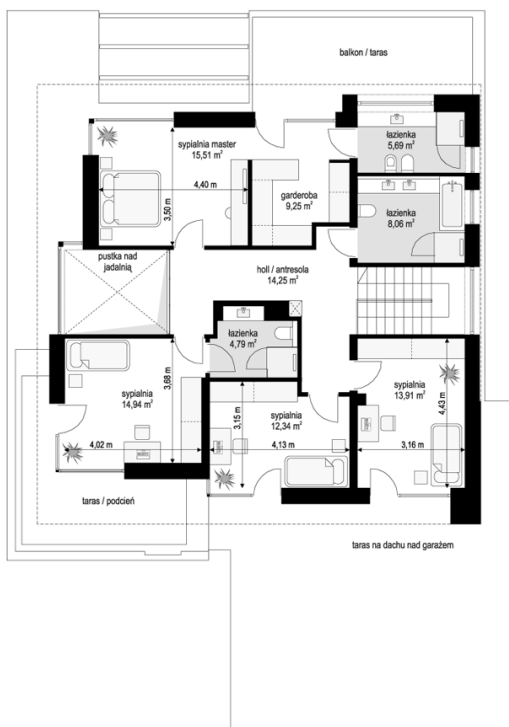 balkon / taras
łazienka
5,69 m²
sypialnia master
15,51 m²
4,40 m
3,50 m
garderoba
9,25 m²
łazienka
8,06 m²
pustka nad
jadalnią
holl / antresola
14,25 m²
łazienka
4,79 m²
sypialnia
14,94 m²
3,68 m
4,02 m
sypialnia
12,34 m²
3,15 m
4,13 m
sypialnia
13,91 m²
4,43 m
3,16 m
taras / podcień
taras na dachu nad garażem